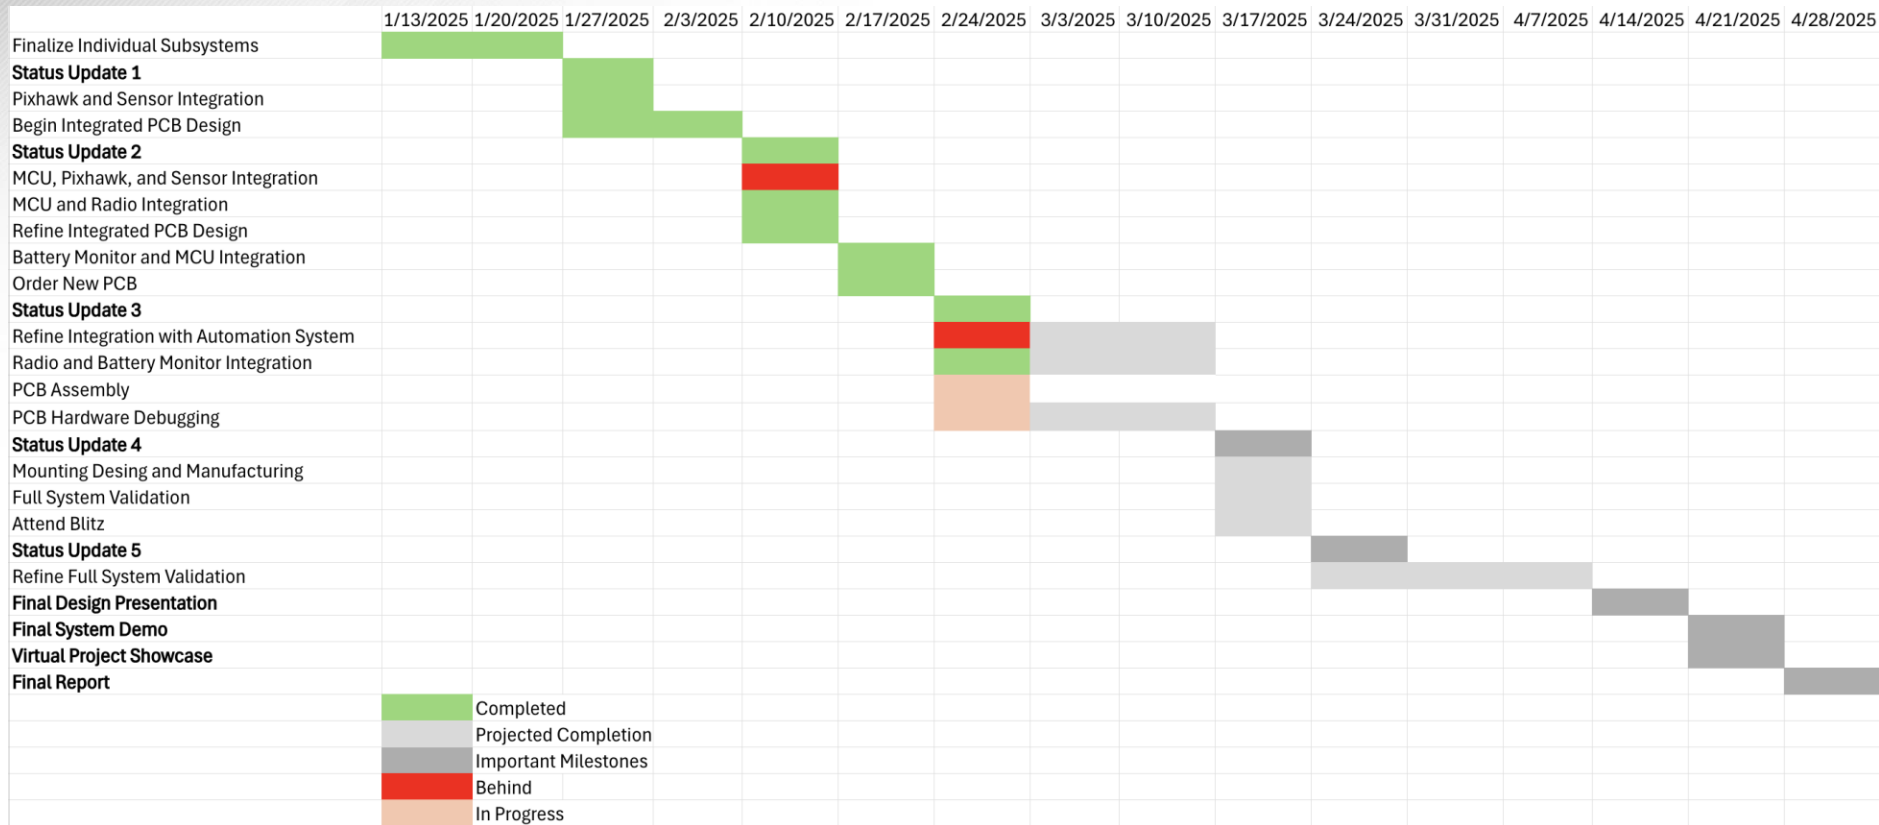 1/13/2025 1/20/2025 1/27/2025 2/3/2025 2/10/2025 2/17/2025 2/24/2025 3/3/2025 3/10/2025 3/17/2025 3/24/2025 3/31/2025 4/7/2025 4/14/2025 4/21/2025 4/28/2025
Finalize Individual Subsystems
Status Update 1
Pixhawk and Sensor Integration
Begin Integrated PCB Design
Status Update 2
MCU, Pixhawk, and Sensor Integration
MCU and Radio Integration
Refine Integrated PCB Design
Battery Monitor and MCU Integration
Order New PCB
Status Update 3
Refine Integration with Automation System
Radio and Battery Monitor Integration
PCB Assembly
PCB Hardware Debugging
Status Update 4
Mounting Desing and Manufacturing
Full System Validation
Attend Blitz
Status Update 5
Refine Full System Validation
Final Design Presentation
Final System Demo
Virtual Project Showcase
Final Report
Completed
Projected Completion
Important Milestones
Behind
In Progress